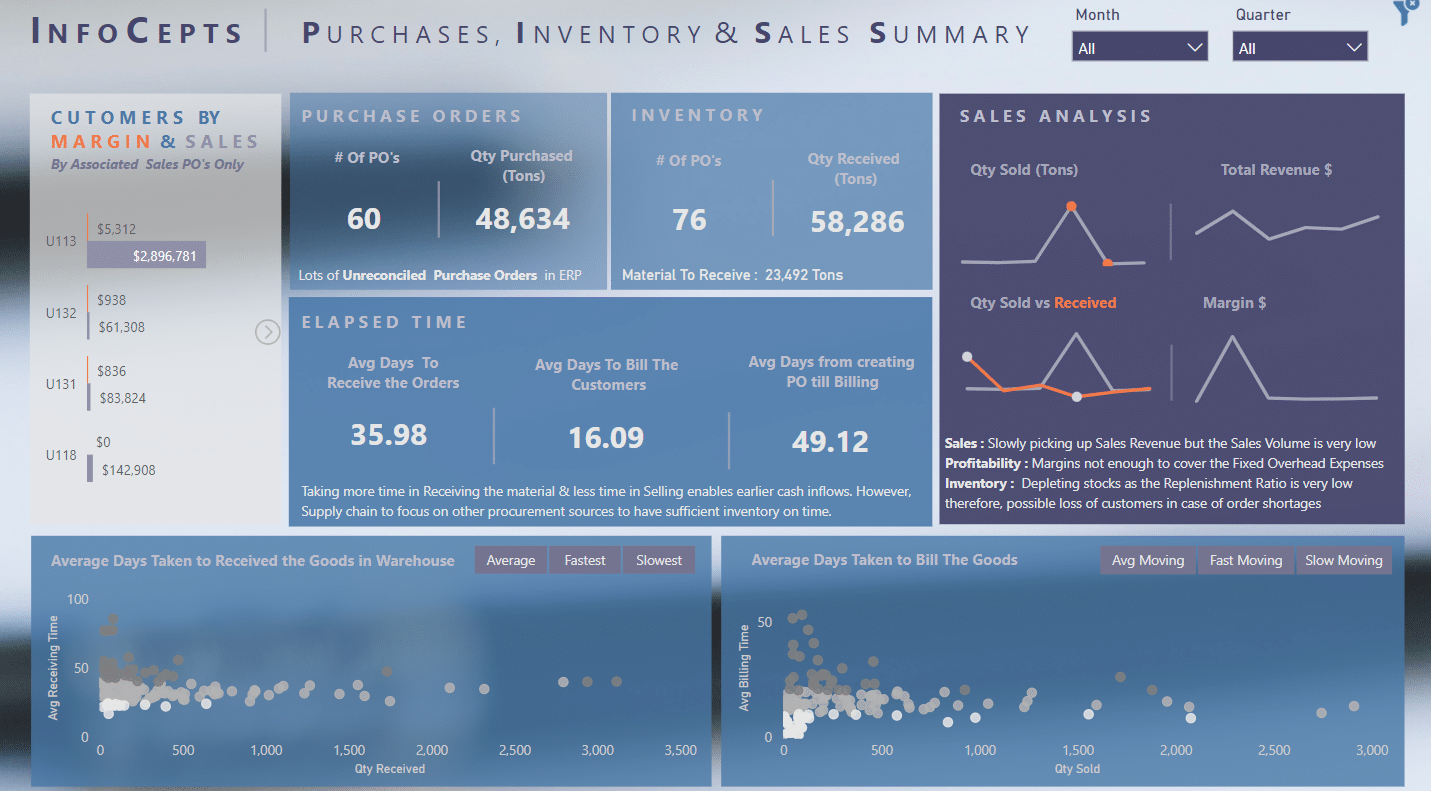 INFOCEPTS
PURCHASES, INVENTORY & SALES SUMMARY
Month
All
Quarter
All
CUTOMERS BY
MARGIN & SALES
By Associated Sales PO's Only
U113
$5,312
$2,896,781
U132
$938
$61,308
U131
$836
$83,824
U118
$0
$142,908
PURCHASE ORDERS
# Of PO's
60
Qty Purchased
(Tons)
48,634
Lots of Unreconciled Purchase Orders in ERP
INVENTORY
# Of PO's
76
Qty Received
(Tons)
58,286
Material To Receive : 23,492 Tons
ELAPSED TIME
Avg Days To
Receive the Orders
35.98
Avg Days To Bill The
Customers
16.09
Avg Days from creating
PO till Billing
49.12
Taking more time in Receiving the material & less time in Selling enables earlier cash inflows. However,
Supply chain to focus on other procurement sources to have sufficient inventory on time.
SALES ANALYSIS
Qty Sold (Tons)
Total Revenue $
Qty Sold vs Received
Margin $
Sales : Slowly picking up Sales Revenue but the Sales Volume is very low
Profitability : Margins not enough to cover the Fixed Overhead Expenses
Inventory : Depleting stocks as the Replenishment Ratio is very low
therefore, possible loss of customers in case of order shortages
Average Days Taken to Received the Goods in Warehouse
Average
Fastest
Slowest
Avg Receiving Time
100
50
0
0 500 1,000 1,500 2,000 2,500 3,000 3,500
Qty Received
Average Days Taken to Bill The Goods
Avg Moving
Fast Moving
Slow Moving
Avg Billing Time
50
0
0 500 1,000 1,500 2,000 2,500 3,000
Qty Sold